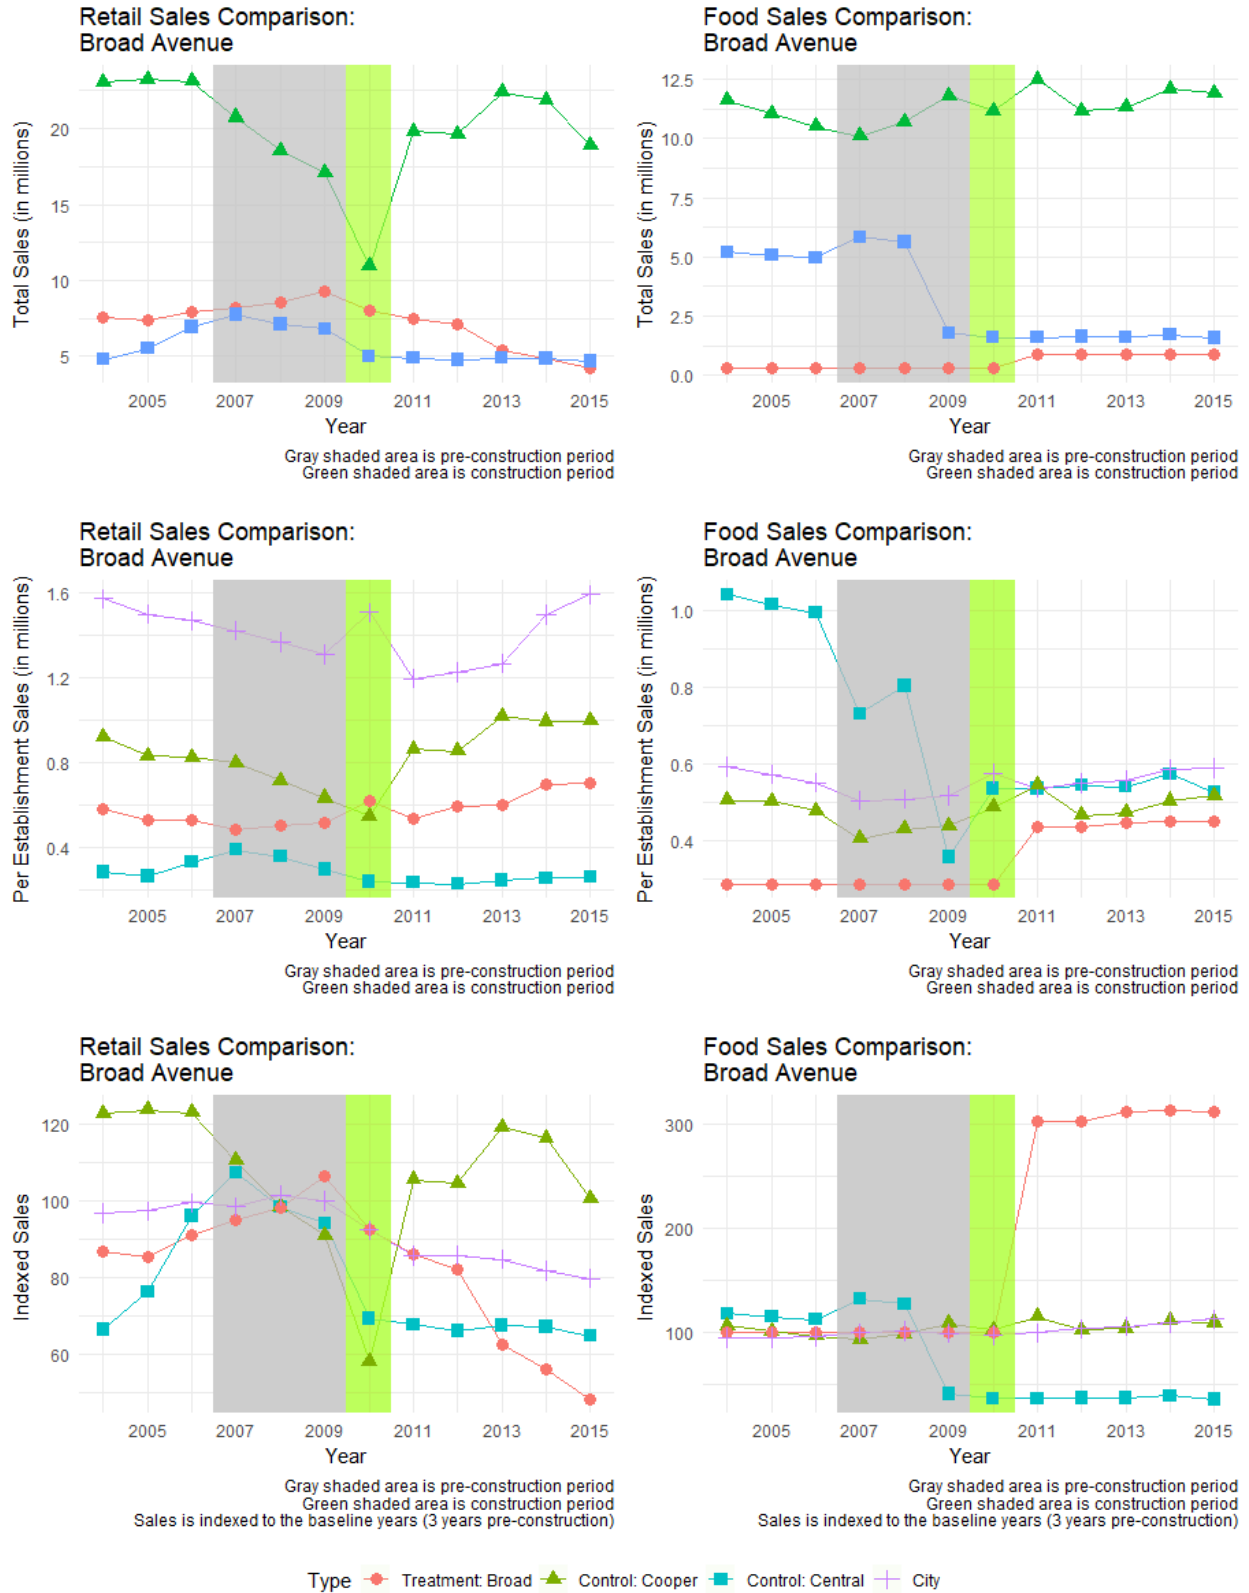 Retail Sales Comparison:
Broad Avenue
Total Sales (in millions)
20
15
10
5
2005 2007 2009 2011 2013 2015
Year
Gray shaded area is pre-construction period
Green shaded area is construction period
Food Sales Comparison:
Broad Avenue
Total Sales (in millions)
12.5
10.0
7.5
5.0
2.5
0.0
2005 2007 2009 2011 2013 2015
Year
Gray shaded area is pre-construction period
Green shaded area is construction period
Retail Sales Comparison:
Broad Avenue
Per Establishment Sales (in millions)
1.6
1.2
0.8
0.4
2005 2007 2009 2011 2013 2015
Year
Gray shaded area is pre-construction period
Green shaded area is construction period
Food Sales Comparison:
Broad Avenue
Per Establishment Sales (in millions)
1.0
0.8
0.6
0.4
2005 2007 2009 2011 2013 2015
Year
Gray shaded area is pre-construction period
Green shaded area is construction period
Retail Sales Comparison:
Broad Avenue
Indexed Sales
120
100
80
60
2005 2007 2009 2011 2013 2015
Year
Gray shaded area is pre-construction period
Green shaded area is construction period
Sales is indexed to the baseline years (3 years pre-construction)
Food Sales Comparison:
Broad Avenue
Indexed Sales
300
200
100
2005 2007 2009 2011 2013 2015
Year
Gray shaded area is pre-construction period
Green shaded area is construction period
Sales is indexed to the baseline years (3 years pre-construction)
Type Treatment: Broad Control: Cooper Control: Central City